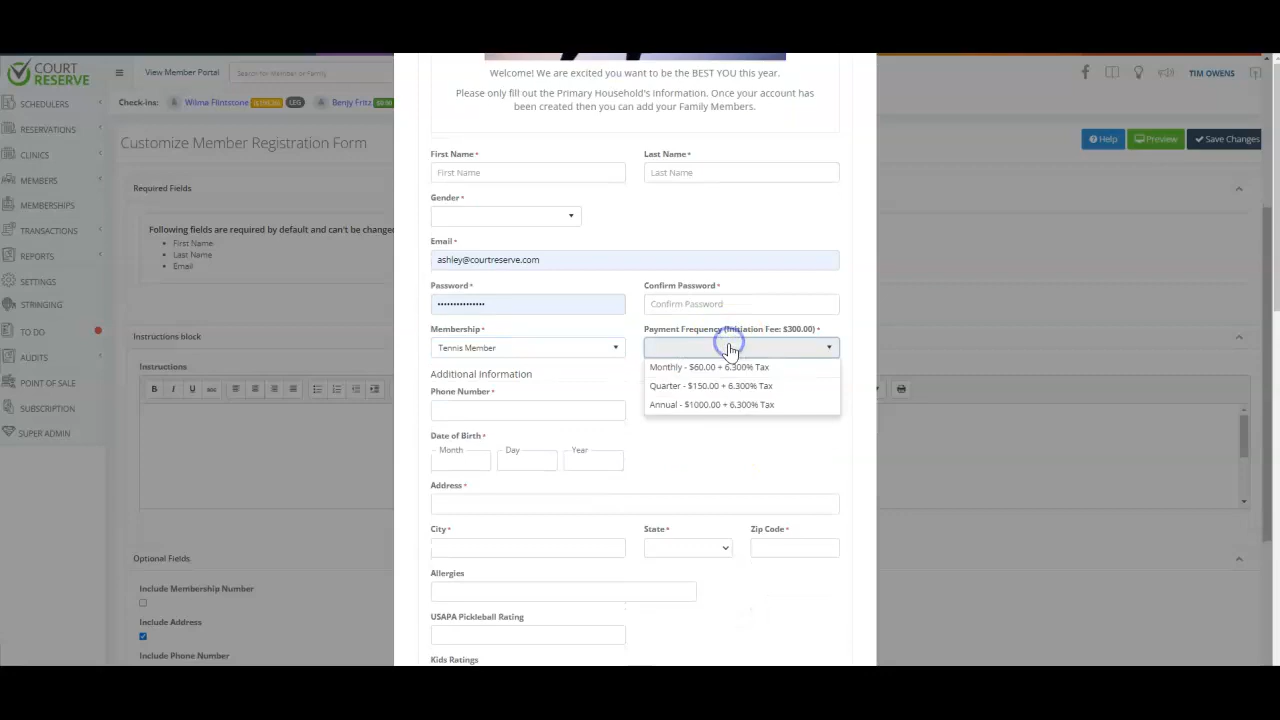 COURT
RESERVE
View Member Portal
Search for Member or Family
TIM OWENS
SCHEDULERS
Check-ins:
Wilma Flintstone
LEG
Benjy Fritz
RESERVATIONS
Customize Member Registration Form
Help
Preview
Save Changes
CLINICS
MEMBERS
MEMBERSHIPS
TRANSACTIONS
REPORTS
SETTINGS
STRINGING
TO DO
AUDITS
POINT OF SALE
SUBSCRIPTION
SUPER ADMIN
Required Fields
Following fields are required by default and can't be change
First Name
Last Name
Email
Instructions block
Instructions
B I U abc
Optional Fields
Include Membership Number
Include Address
Include Phone Number
Welcome! We are excited you want to be the BEST YOU this year.
Please only fill out the Primary Household's Information. Once your account has
been created then you can add your Family Members.
First Name * Last Name *
First Name Last Name
Gender *
Email *
ashley@courtreserve.com
Password * Confirm Password *
••••••••••••••• Confirm Password
Membership * Payment Frequency (Initiation Fee: $300.00) *
Tennis Member
Monthly - $60.00 + 6.300% Tax
Quarter - $150.00 + 6.300% Tax
Annual - $1000.00 + 6.300% Tax
Additional Information
Phone Number *
Date of Birth *
Month Day Year
Address *
City * State * Zip Code *
Allergies
USAPA Pickleball Rating
Kids Ratings